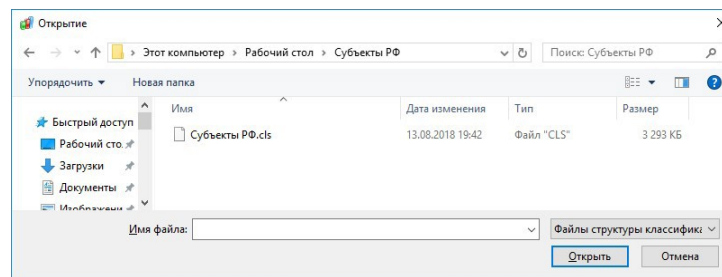 Открытие
Этот компьютер > Рабочий стол > Субъекты РФ
Поиск: Субъекты РФ
Упорядочить
Новая папка
Имя
Дата изменения
Тип
Размер
Быстрый доступ
Рабочий сто
Загрузки
Документы
Изображени
Субъекты РФ.cls
13.08.2018 19:42
Файл "CLS"
3 293 КБ
Имя файла:
Файлы структуры классифика
Открыть
Отмена